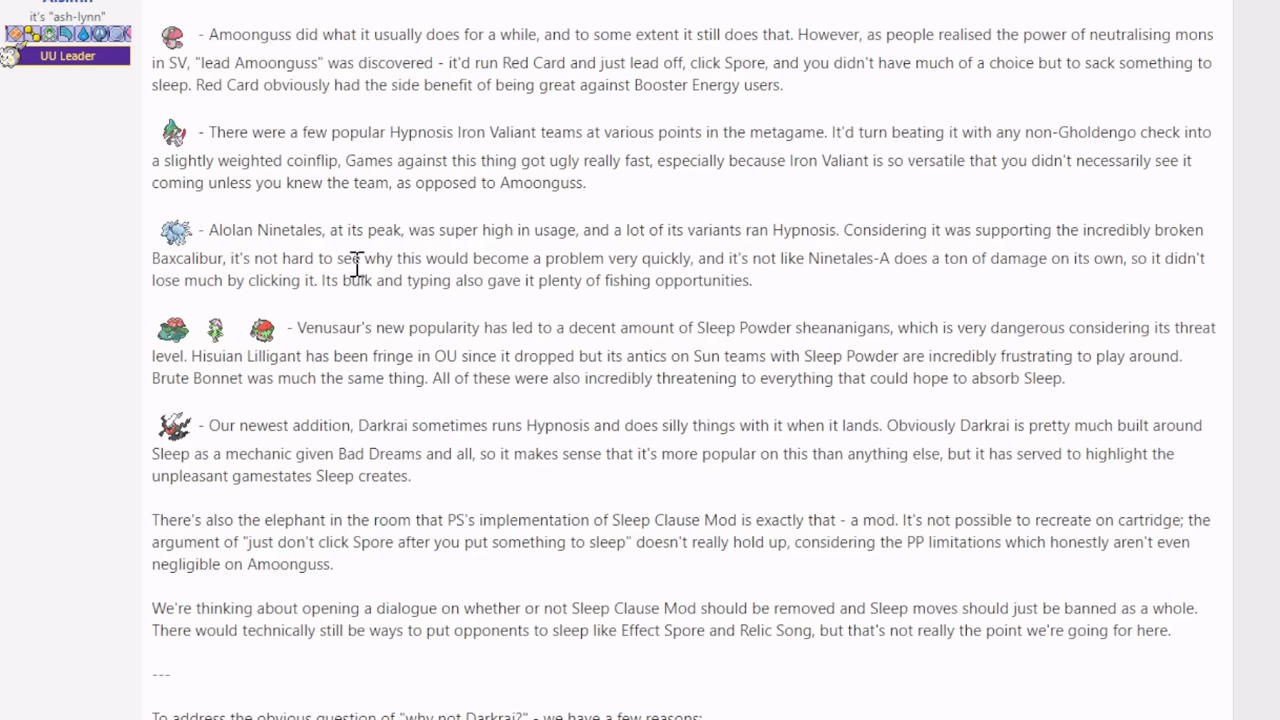 it's "ash-lynn"
UU Leader
- Amoonguss did what it usually does for a while, and to some extent it still does that. However, as people realised the power of neutralising mons
in SV, "lead Amoonguss" was discovered - it'd run Red Card and just lead off, click Spore, and you didn't have much of a choice but to sack something to
sleep. Red Card obviously had the side benefit of being great against Booster Energy users.
- There were a few popular Hypnosis Iron Valiant teams at various points in the metagame. It'd turn beating it with any non-Gholdengo check into
a slightly weighted coinflip, Games against this thing got ugly really fast, especially because Iron Valiant is so versatile that you didn't necessarily see it
coming unless you knew the team, as opposed to Amoonguss.
- Alolan Ninetales, at its peak, was super high in usage, and a lot of its variants ran Hypnosis. Considering it was supporting the incredibly broken
Baxcalibur, it's not hard to see why this would become a problem very quickly, and it's not like Ninetales-A does a ton of damage on its own, so it didn't
lose much by clicking it. Its bulk and typing also gave it plenty of fishing opportunities.
- Venusaur's new popularity has led to a decent amount of Sleep Powder sheananigans, which is very dangerous considering its threat
level. Hisuian Lilligant has been fringe in OU since it dropped but its antics on Sun teams with Sleep Powder are incredibly frustrating to play around.
Brute Bonnet was much the same thing. All of these were also incredibly threatening to everything that could hope to absorb Sleep.
- Our newest addition, Darkrai sometimes runs Hypnosis and does silly things with it when it lands. Obviously Darkrai is pretty much built around
Sleep as a mechanic given Bad Dreams and all, so it makes sense that it's more popular on this than anything else, but it has served to highlight the
unpleasant gamestates Sleep creates.
There's also the elephant in the room that PS's implementation of Sleep Clause Mod is exactly that - a mod. It's not possible to recreate on cartridge; the
argument of "just don't click Spore after you put something to sleep" doesn't really hold up, considering the PP limitations which honestly aren't even
negligible on Amoonguss.
We're thinking about opening a dialogue on whether or not Sleep Clause Mod should be removed and Sleep moves should just be banned as a whole.
There would technically still be ways to put opponents to sleep like Effect Spore and Relic Song, but that's not really the point we're going for here.
---
To address the obvious question of "why not Darkrai?" - we have a few reasons: